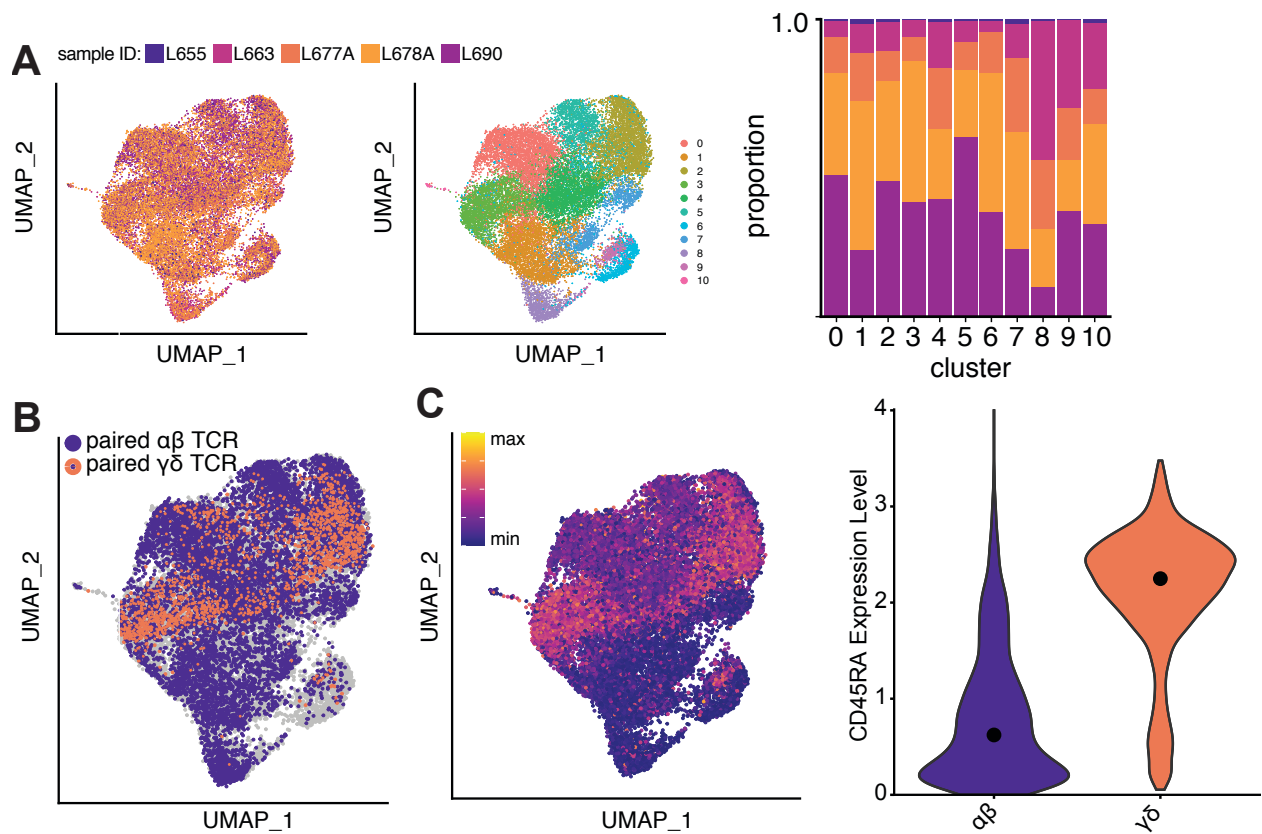 A
sample ID: L655 L663 L677A L678A L690
UMAP_2
UMAP_1
UMAP_2
UMAP_1
0
1
2
3
4
5
6
7
8
9
10
1.0
proportion
0 1 2 3 4 5 6 7 8 9 10
cluster
B
paired αβ TCR
paired γδ TCR
UMAP_2
UMAP_1
C
max
min
UMAP_2
UMAP_1
CD45RA Expression Level
4
3
2
1
0
αβ
γδ